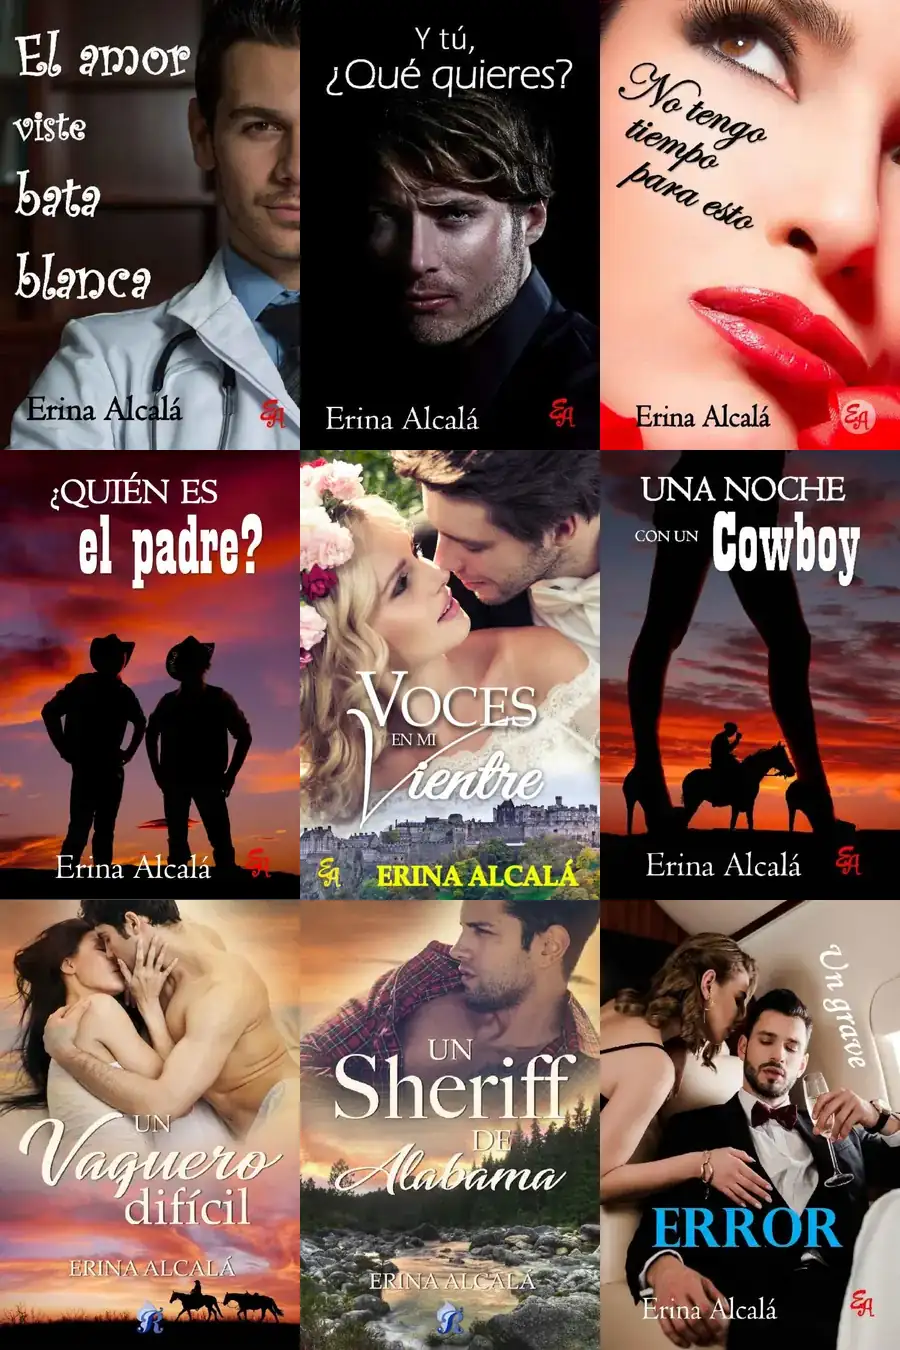 El amor
viste
bata
blanca
Erina Alcalá
EA
Y tú,
¿Qué quieres?
Erina Alcalá
EA
No tengo
tiempo
para esto
Erina Alcalá
EA
¿QUIÉN ES
el padre?
Erina Alcalá
EA
VOCES
EN MI
Vientre
EA
ERINA ALCALÁ
UNA NOCHE
CON UN Cowboy
Erina Alcalá
EA
UN
Vaquero
difícil
ERINA ALCALÁ
R
UN
Sheriff
DE
Alabama
ERINA ALCALÁ
R
Un grave
ERROR
Erina Alcalá
EA